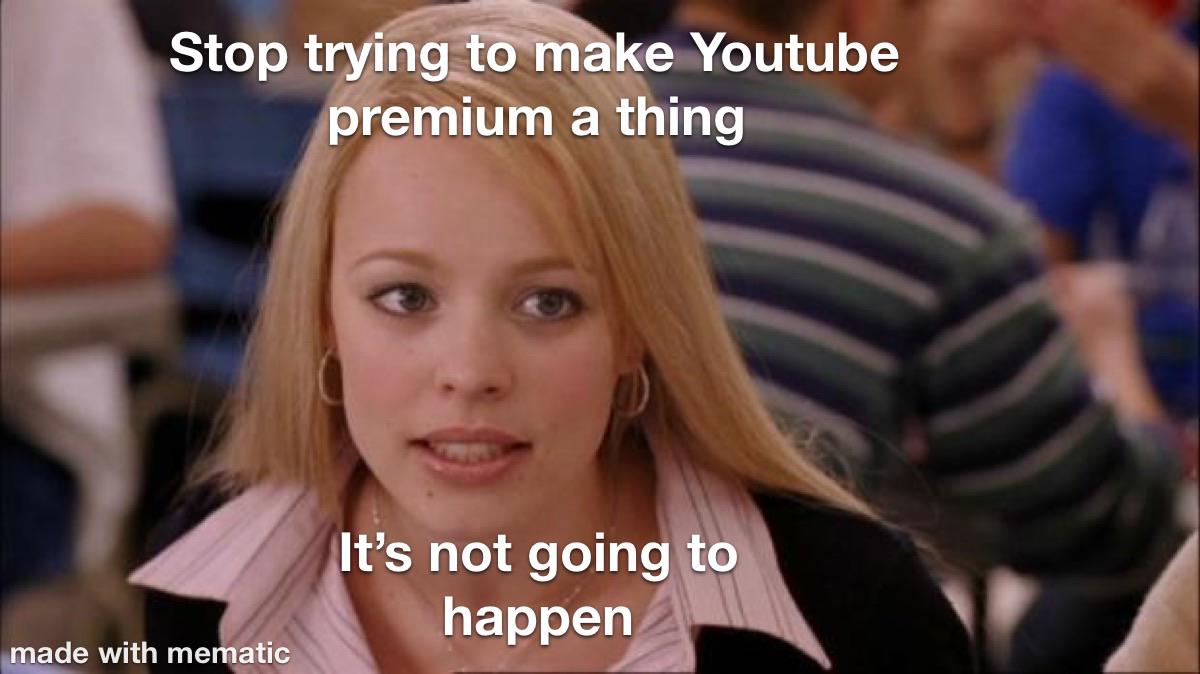 Stop trying to make Youtube
premium a thing
It’s not going to
happen
made with mematic